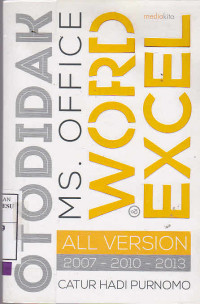 mediakita
OTODIDAK
MS. OFFICE
WORD
EXCEL
ALL VERSION
2007 - 2010 - 2013
CATUR HADI PURNOMO